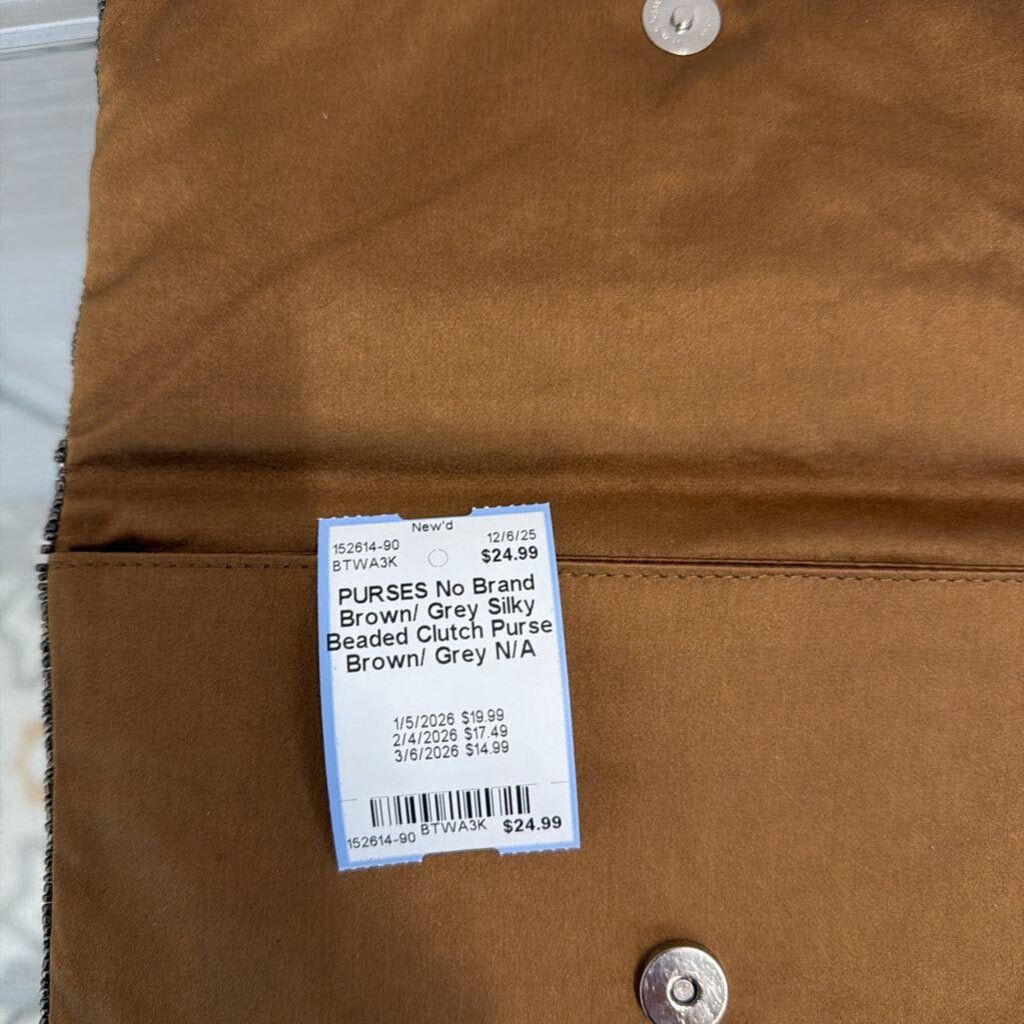 New'd
152614-90 12/6/25
BTWA3K $24.99
PURSES No Brand
Brown/ Grey Silky
Beaded Clutch Purse
Brown/ Grey N/A
1/5/2026 $19.99
2/4/2026 $17.49
3/6/2026 $14.99
152614-90 BTWA3K $24.99